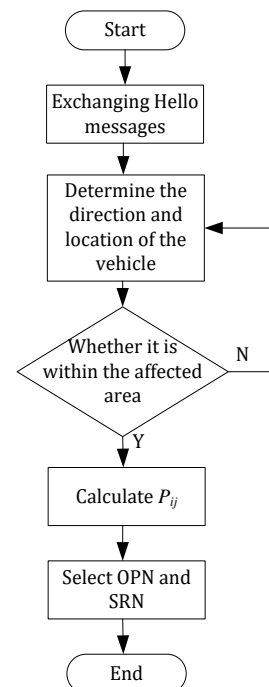 Start
Exchanging Hello
messages
Determine the
direction and
location of the
vehicle
Whether it is
within the affected
area
N
Y
Calculate P_ij
Select OPN and
SRN
End